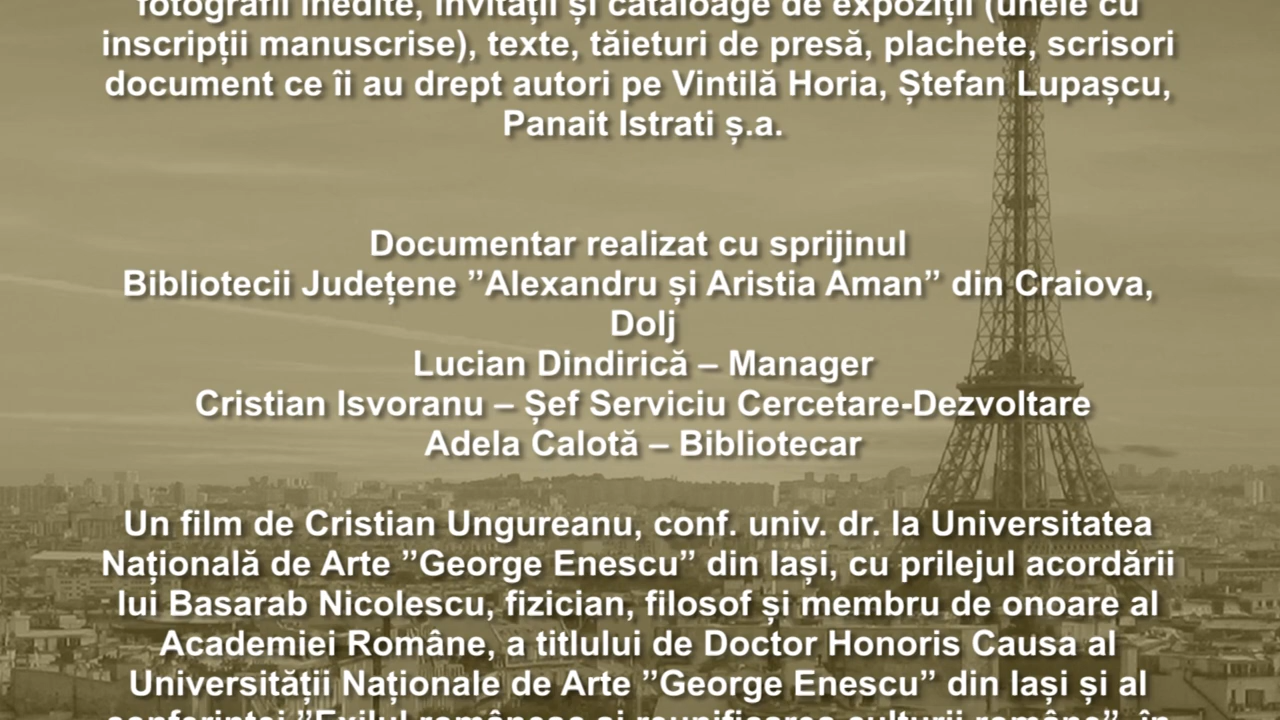 fotografii inedite, invitații și cataloage de expoziții (unele cu
inscripții manuscrise), texte, tăieturi de presă, plachete, scrisori
document ce îi au drept autori pe Vintilă Horia, Ștefan Lupașcu,
Panait Istrati ș.a.
Documentar realizat cu sprijinul
Bibliotecii Județene ”Alexandru și Aristia Aman” din Craiova,
Dolj
Lucian Dindirică – Manager
Cristian Isvoranu – Șef Serviciu Cercetare-Dezvoltare
Adela Calotă – Bibliotecar
Un film de Cristian Ungureanu, conf. univ. dr. la Universitatea
Națională de Arte ”George Enescu” din Iași, cu prilejul acordării
lui Basarab Nicolescu, fizician, filosof și membru de onoare al
Academiei Române, a titlului de Doctor Honoris Causa al
Universității Naționale de Arte ”George Enescu” din Iași și al
conferinței ”Exilul românesc și reunificarea culturii române”, în